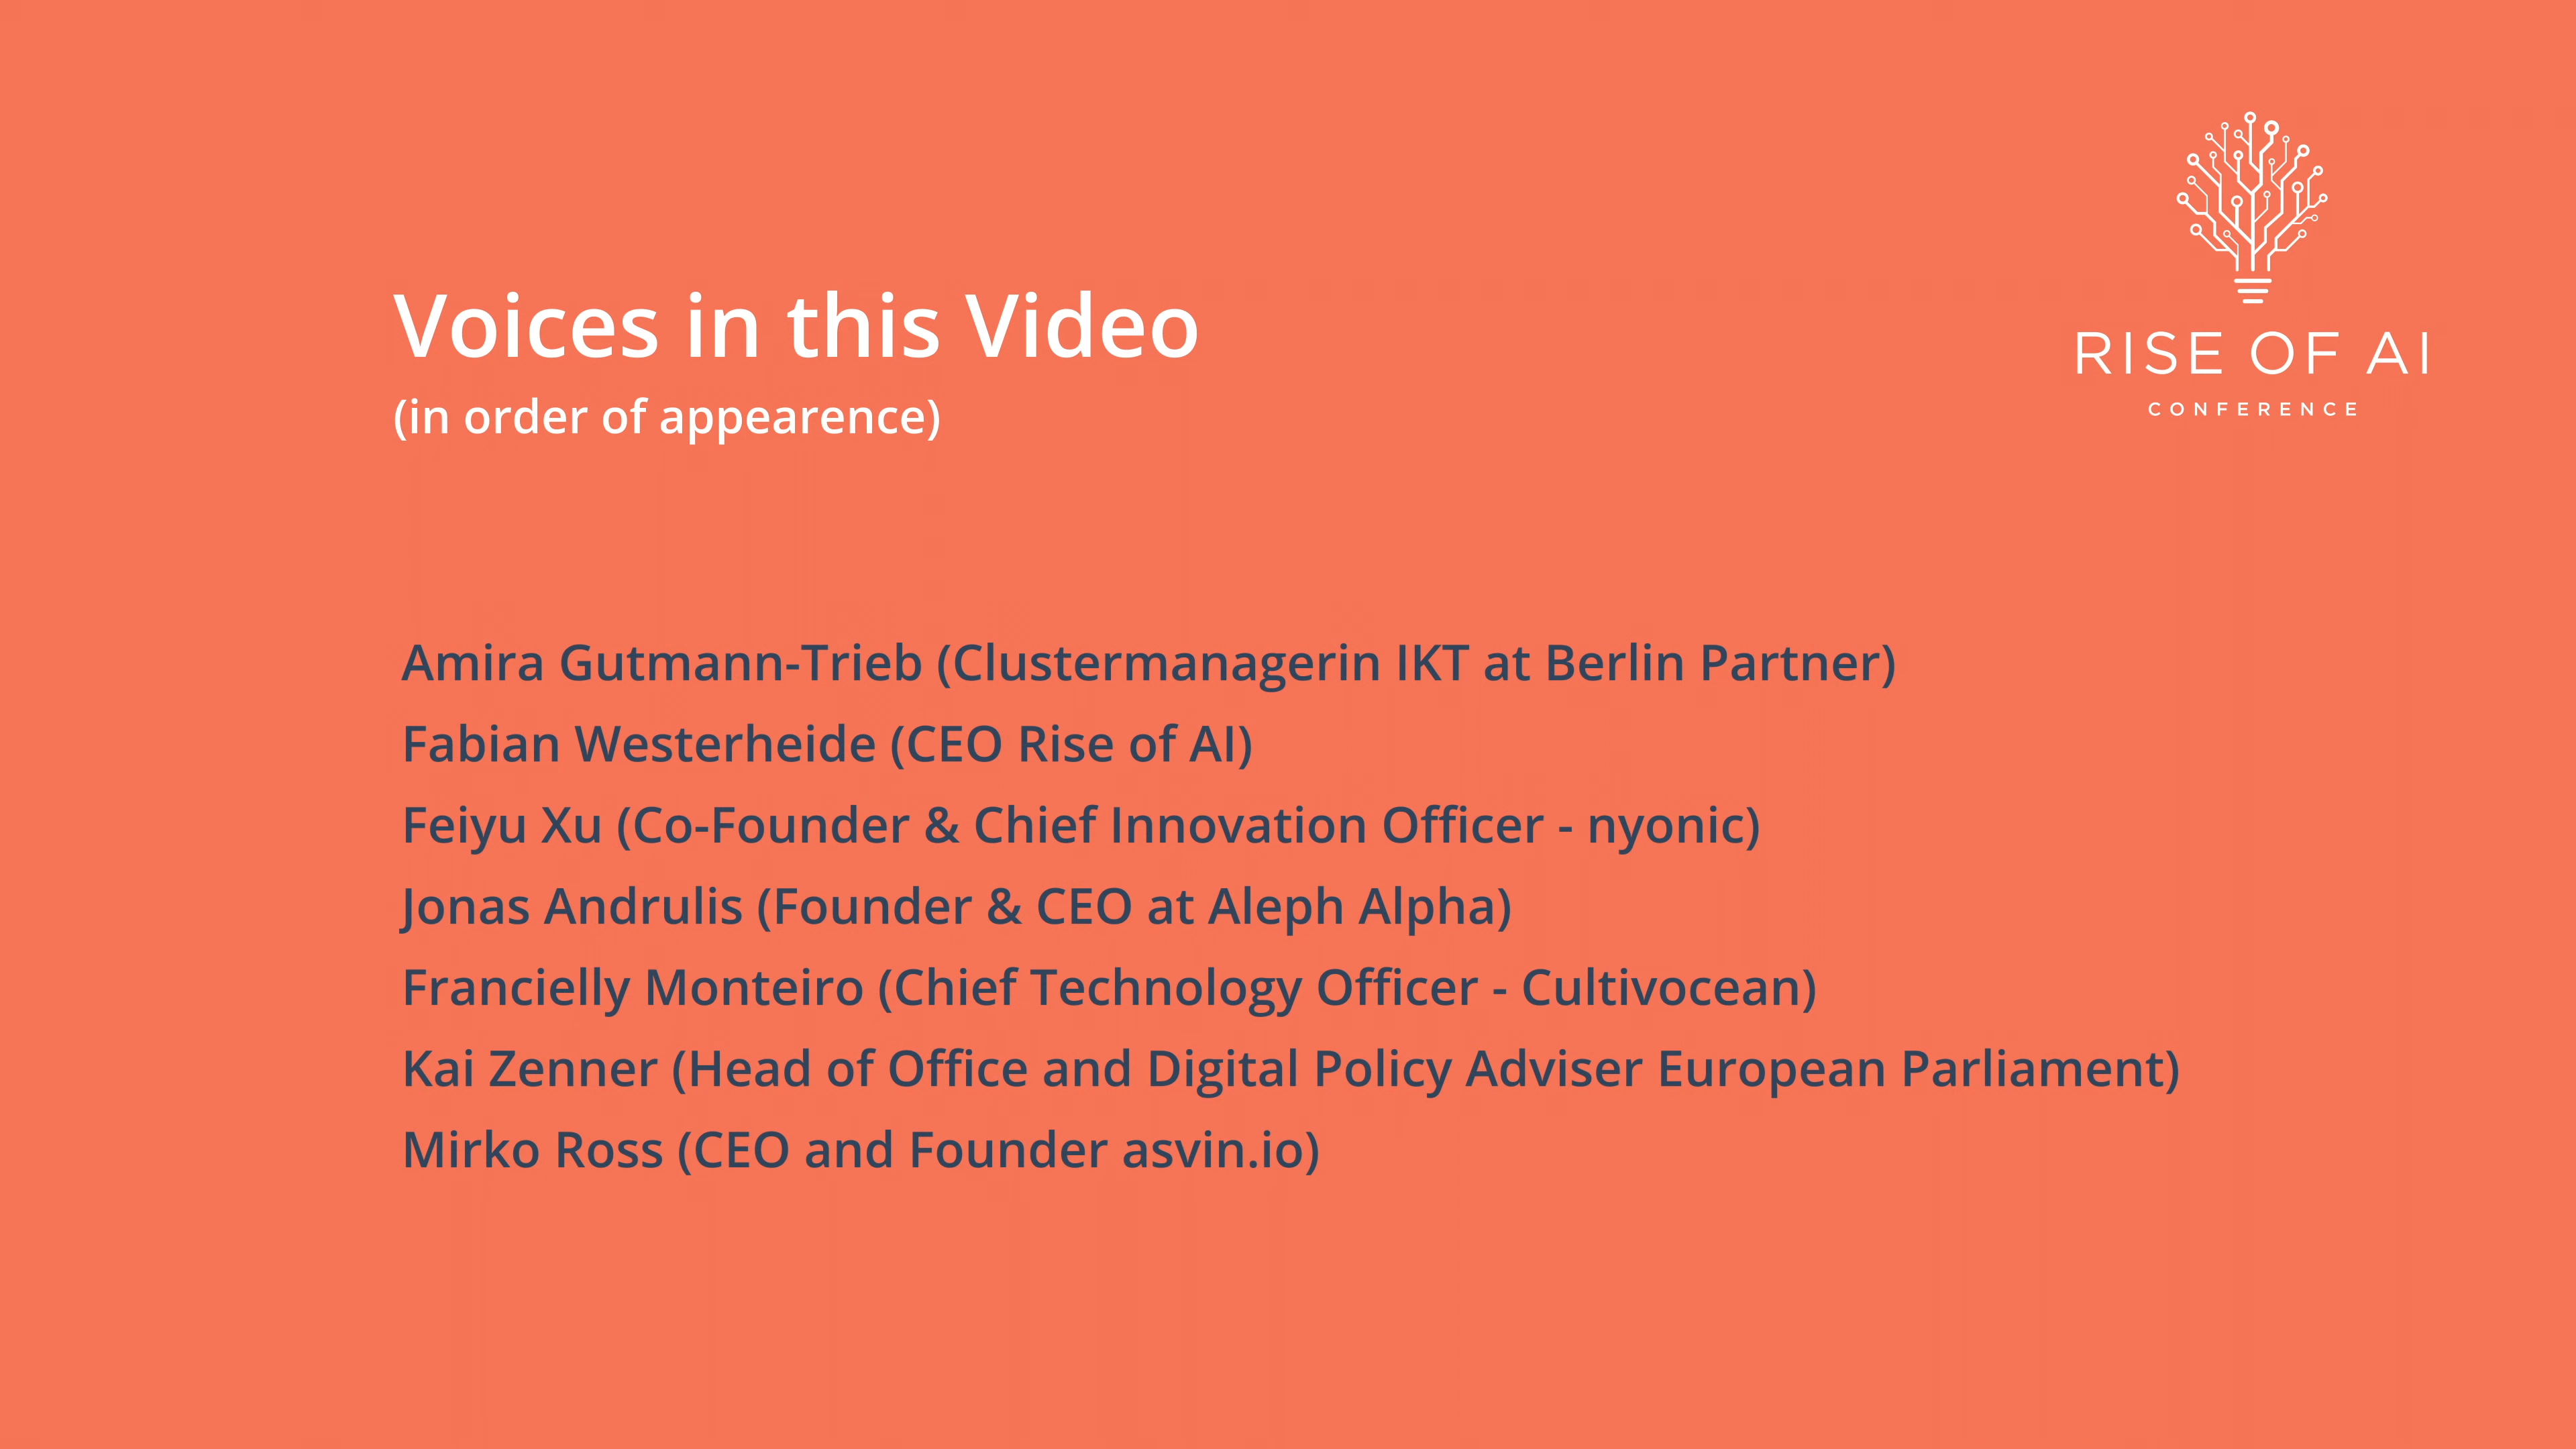 Voices in this Video
(in order of appearence)
RISE OF AI
CONFERENCE
Amira Gutmann-Trieb (Clustermanagerin IKT at Berlin Partner)
Fabian Westerheide (CEO Rise of AI)
Feiyu Xu (Co-Founder & Chief Innovation Officer - nyonic)
Jonas Andrulis (Founder & CEO at Aleph Alpha)
Francielly Monteiro (Chief Technology Officer - Cultivocean)
Kai Zenner (Head of Office and Digital Policy Adviser European Parliament)
Mirko Ross (CEO and Founder asvin.io)